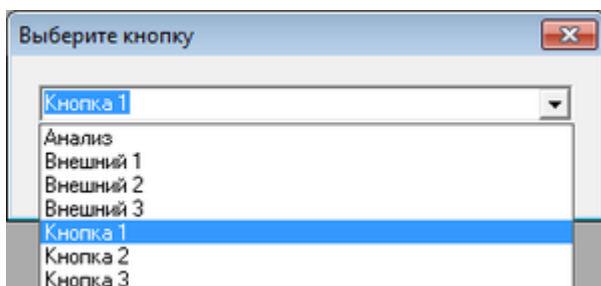 Выберите кнопку
Кнопка 1
Анализ
Внешний 1
Внешний 2
Внешний 3
Кнопка 1
Кнопка 2
Кнопка 3